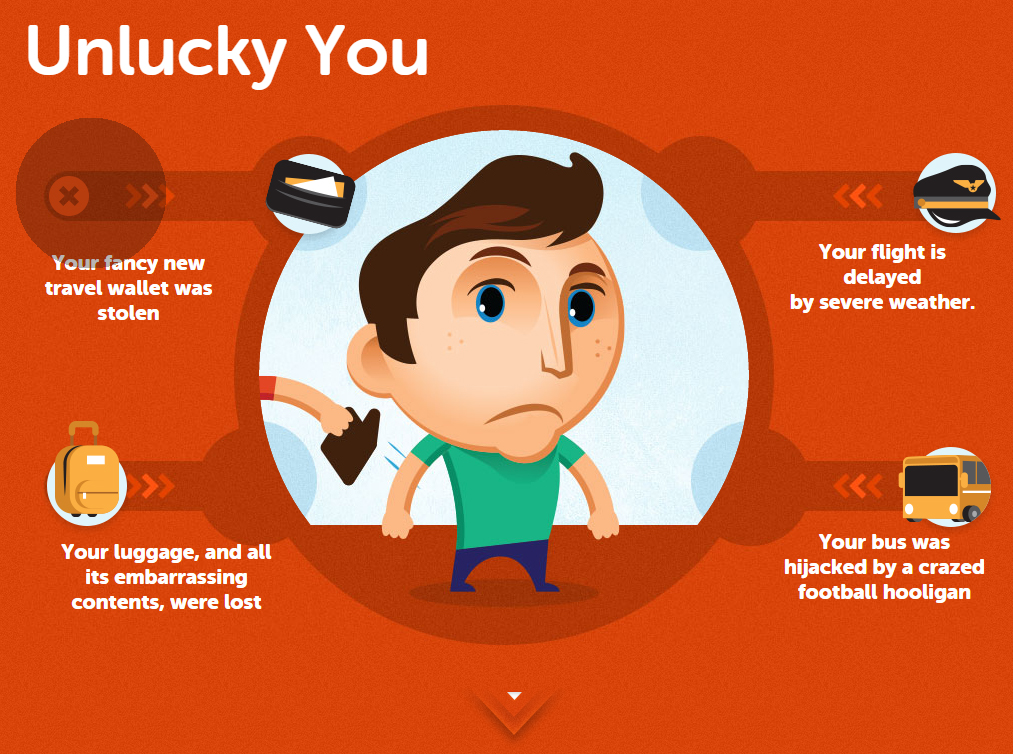 Unlucky You
Your fancy new
travel wallet was
stolen
Your flight is
delayed
by severe weather.
Your luggage, and all
its embarrassing
contents, were lost
Your bus was
hijacked by a crazed
football hooligan